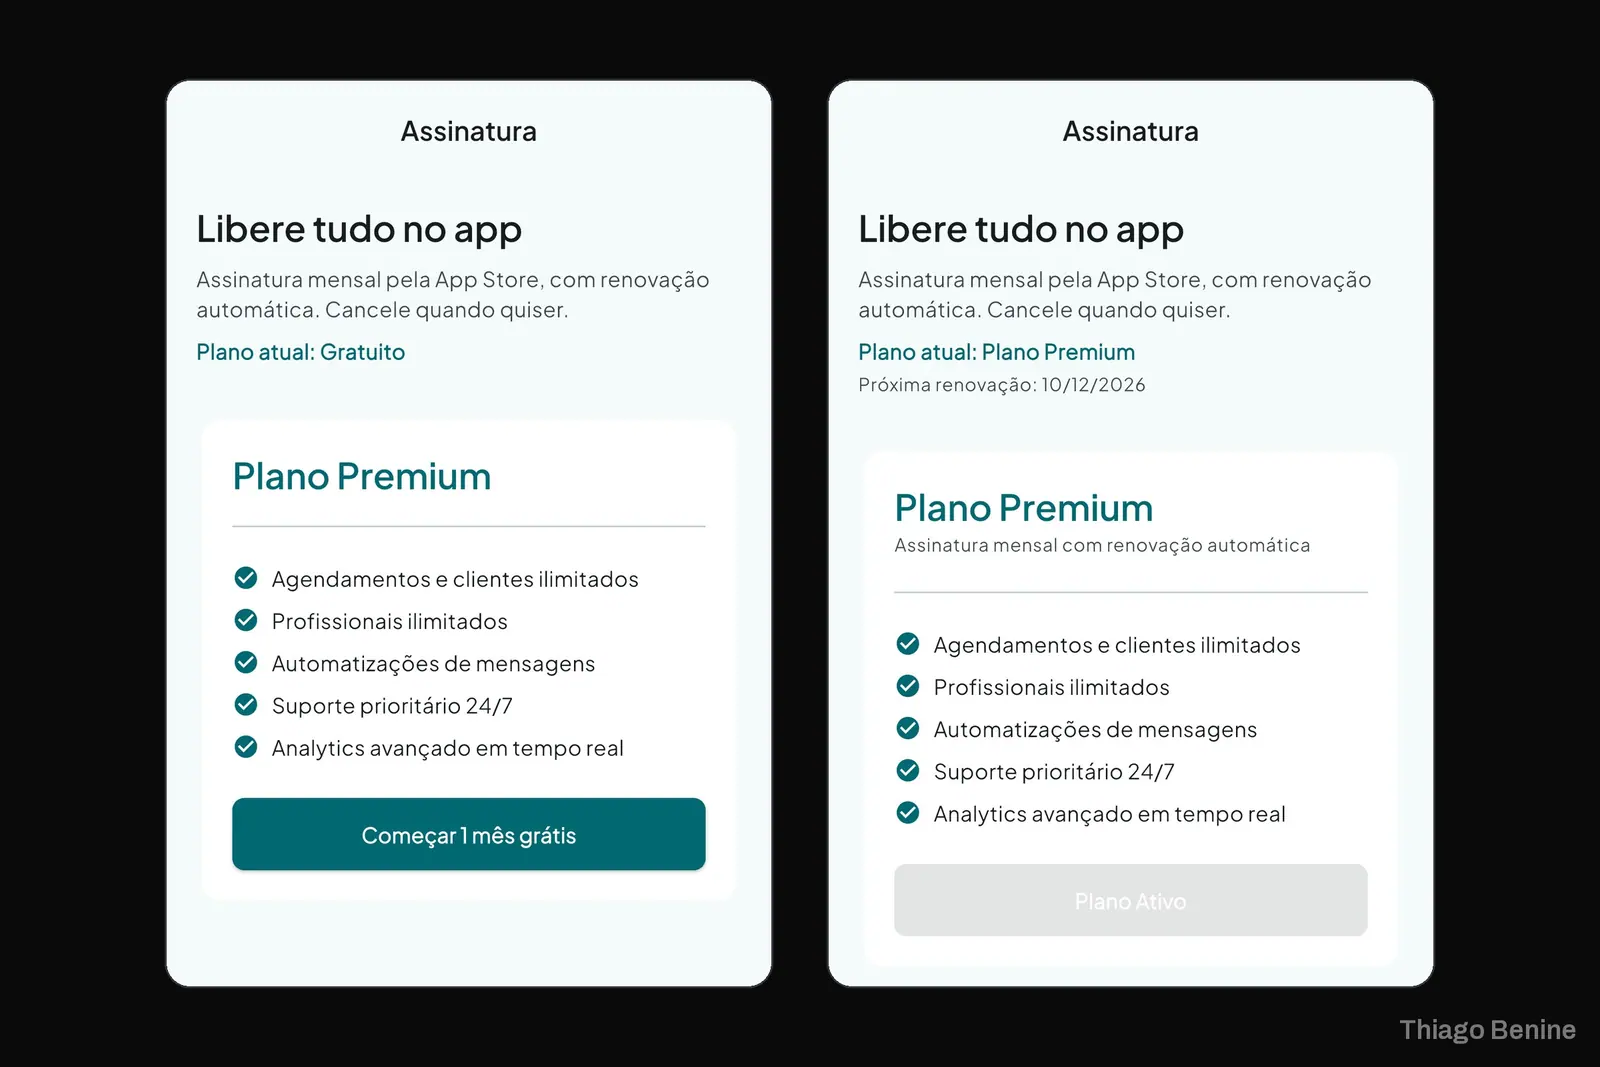 Assinatura
Libere tudo no app
Assinatura mensal pela App Store, com renovação
automática. Cancele quando quiser.
Plano atual: Gratuito
Plano Premium
Agendamentos e clientes ilimitados
Profissionais ilimitados
Automatizações de mensagens
Suporte prioritário 24/7
Analytics avançado em tempo real
Começar 1 mês grátis
Assinatura
Libere tudo no app
Assinatura mensal pela App Store, com renovação
automática. Cancele quando quiser.
Plano atual: Plano Premium
Próxima renovação: 10/12/2026
Plano Premium
Assinatura mensal com renovação automática
Agendamentos e clientes ilimitados
Profissionais ilimitados
Automatizações de mensagens
Suporte prioritário 24/7
Analytics avançado em tempo real
Plano Ativo
Thiago Benine